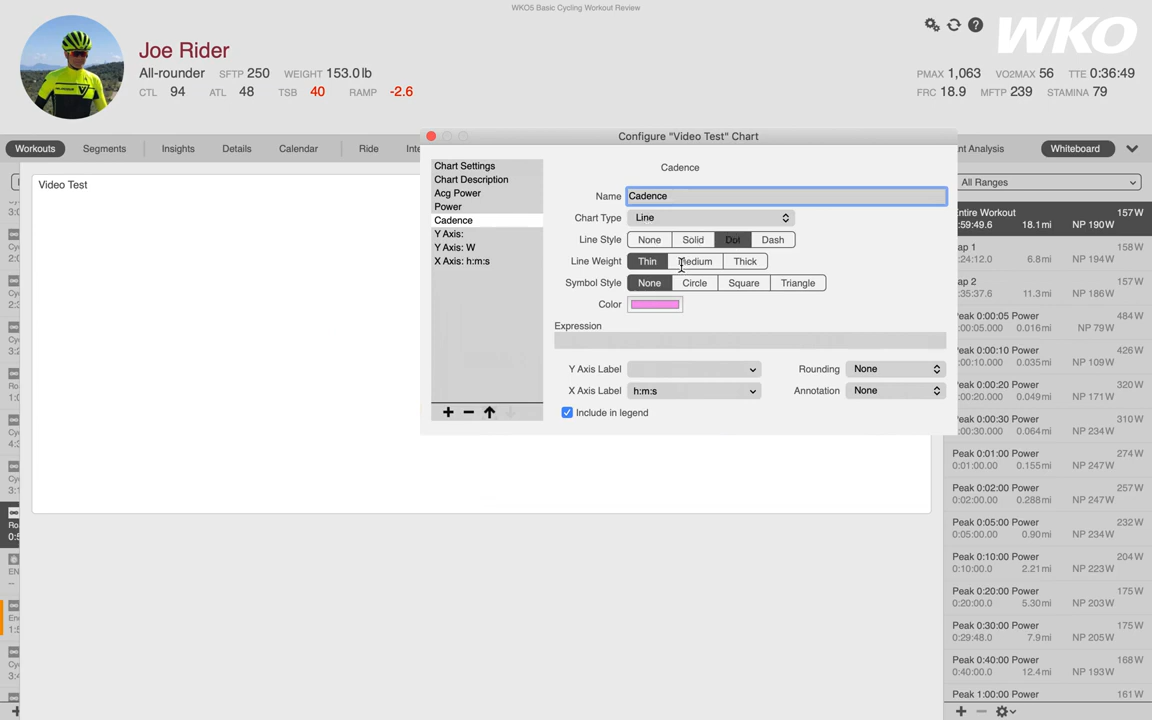 WKO5 Basic Cycling Workout Review
Joe Rider
All-rounder SFTP 250 WEIGHT 153.0 lb
CTL 94 ATL 48 TSB 40 RAMP -2.6
WKO
PMAX 1,063 VO2MAX 56 TTE 0:36:49
FRC 18.9 MFTP 239 STAMINA 79
Workouts Segments Insights Details Calendar Ride
nt Analysis Whiteboard
Video Test
All Ranges
Configure "Video Test" Chart
Chart Settings
Chart Description
Acg Power
Power
Cadence
Y Axis:
Y Axis: W
X Axis: h:m:s
Cadence
Name Cadence
Chart Type Line
Line Style None Solid Dot Dash
Line Weight Thin Medium Thick
Symbol Style None Circle Square Triangle
Color
Expression
Y Axis Label Rounding None
X Axis Label h:m:s Annotation None
Include in legend
ntire Workout 157 W
:59:49.6 18.1 mi NP 190 W
ap 1 158 W
:24:12.0 6.8 mi NP 194 W
ap 2 157 W
:35:37.6 11.3 mi NP 186 W
eak 0:00:05 Power 484 W
:00:05.000 0.016 mi NP 79 W
eak 0:00:10 Power 426 W
:00:10.000 0.035 mi NP 109 W
eak 0:00:20 Power 320 W
:00:20.000 0.049 mi NP 171 W
eak 0:00:30 Power 310 W
:00:30.000 0.064 mi NP 234 W
Peak 0:01:00 Power 274 W
0:01:00.00 0.155 mi NP 247 W
Peak 0:02:00 Power 257 W
0:02:00.00 0.288 mi NP 247 W
Peak 0:05:00 Power 232 W
0:05:00.00 0.90 mi NP 234 W
Peak 0:10:00 Power 204 W
0:10:00.0 2.21 mi NP 223 W
Peak 0:20:00 Power 175 W
0:20:00.0 5.30 mi NP 203 W
Peak 0:30:00 Power 175 W
0:29:48.0 7.9 mi NP 205 W
Peak 0:40:00 Power 168 W
0:40:00.0 12.4 mi NP 193 W
Peak 1:00:00 Power 161 W